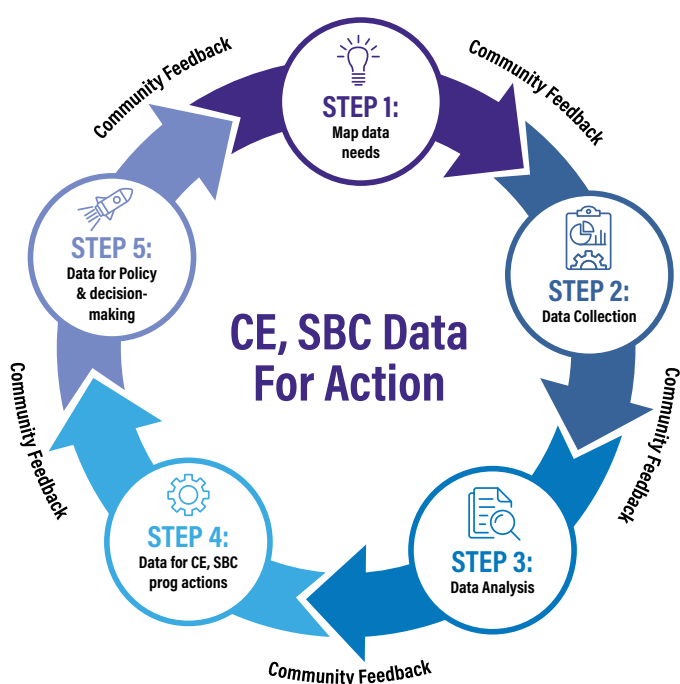 Community Feedback
STEP 1:
Map data
needs
Community Feedback
STEP 2:
Data Collection
Community Feedback
STEP 3:
Data Analysis
Community Feedback
STEP 4:
Data for CE, SBC
prog actions
Community Feedback
STEP 5:
Data for Policy
& decision-
making
CE, SBC Data
For Action